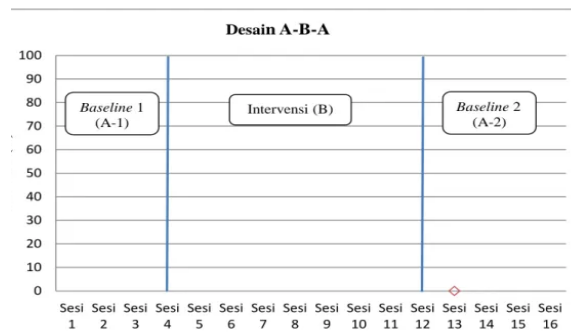 Desain A-B-A
100
90
80
70
60
50
40
30
20
10
0
Baseline 1
(A-1)
Intervensi (B)
Baseline 2
(A-2)
Sesi Sesi Sesi Sesi Sesi Sesi Sesi Sesi Sesi Sesi Sesi Sesi Sesi Sesi Sesi Sesi
1 2 3 4 5 6 7 8 9 10 11 12 13 14 15 16